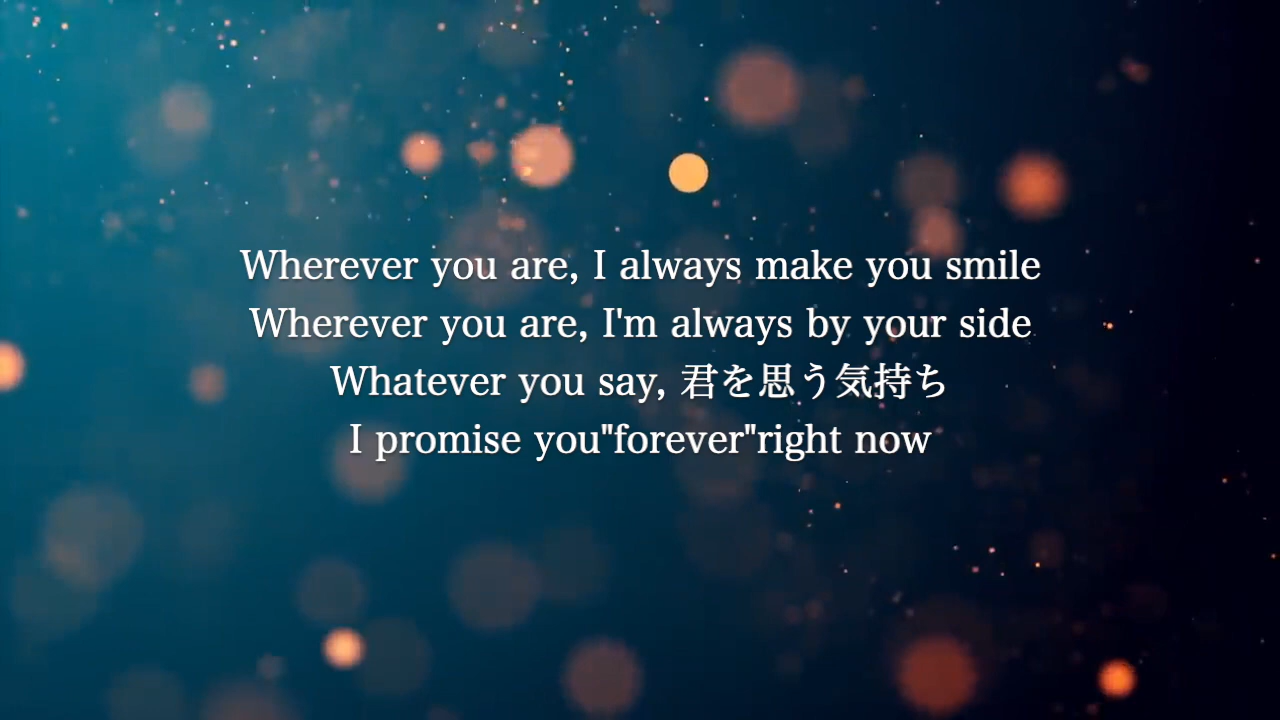 Wherever you are, I always make you smile
Wherever you are, I'm always by your side
Whatever you say, 君を思う気持ち
I promise you"forever"right now